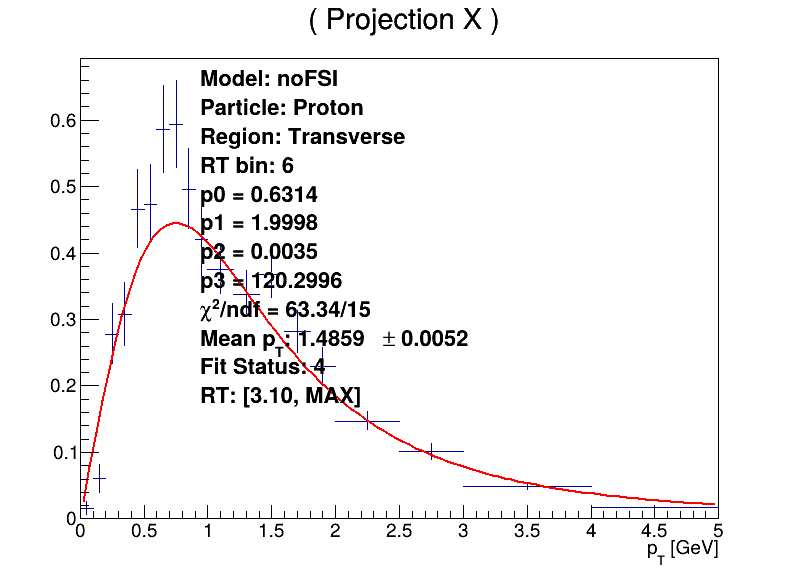 ( Projection X )
Model: noFSI
Particle: Proton
Region: Transverse
RT bin: 6
p0 = 0.6314
p1 = 1.9998
p2 = 0.0035
p3 = 120.2996
χ²/ndf = 63.34/15
Mean p_T: 1.4859 ± 0.0052
Fit Status: 4
RT: [3.10, MAX]
0.6
0.5
0.4
0.3
0.2
0.1
0
0 0.5 1 1.5 2 2.5 3 3.5 4 4.5 5
p_T [GeV]